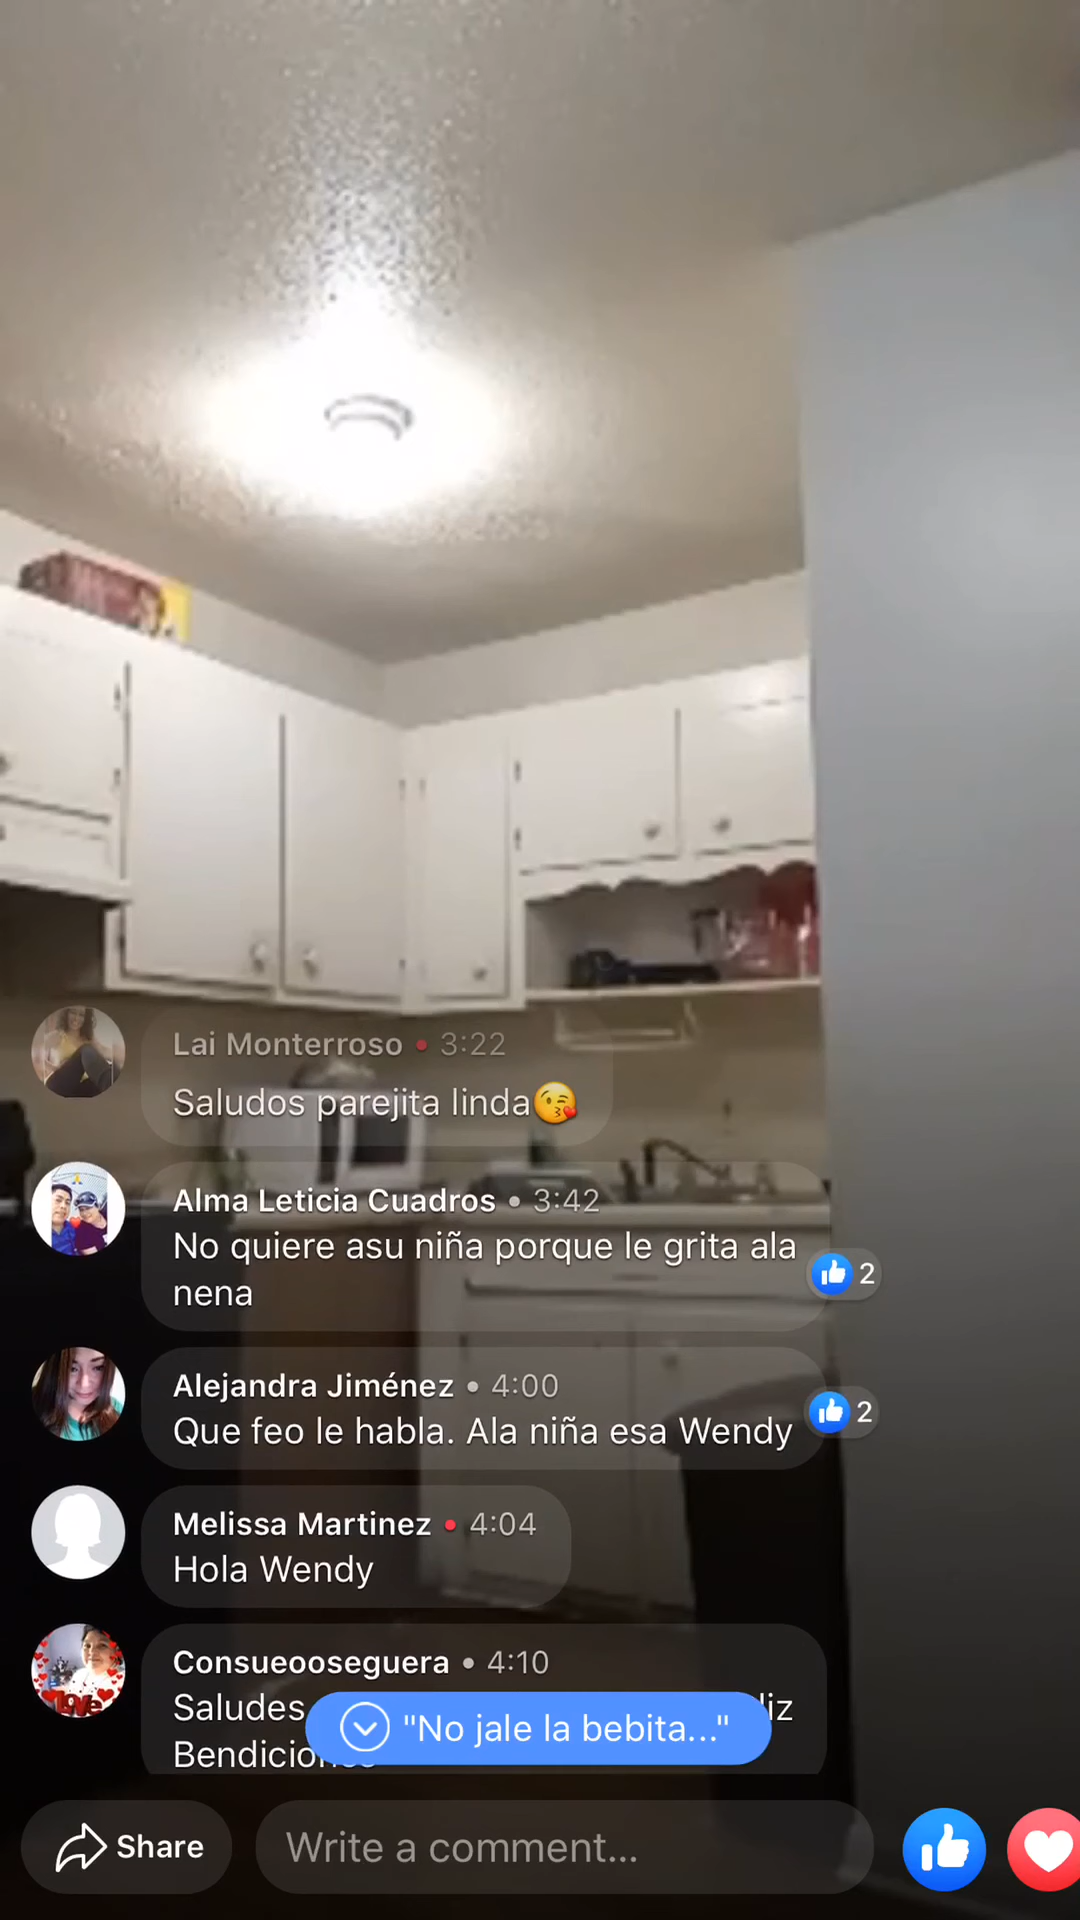 Lai Monterroso • 3:22
Saludos parejita linda😘
Alma Leticia Cuadros • 3:42
No quiere asu niña porque le grita ala
nena
2
Alejandra Jiménez • 4:00
Que feo le habla. Ala niña esa Wendy
2
Melissa Martinez • 4:04
Hola Wendy
Consueooseguera • 4:10
Saludes
"No jale la bebita..."
Share
Write a comment...